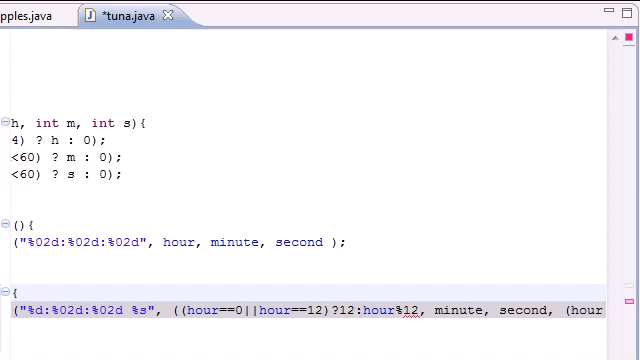 pples.java
*tuna.java
h, int m, int s){
4) ? h : 0);
<60) ? m : 0);
<60) ? s : 0);
(){
("%02d:%02d:%02d", hour, minute, second );
{
("%d:%02d:%02d %s", ((hour==0||hour==12)?12:hour%12, minute, second, (hour